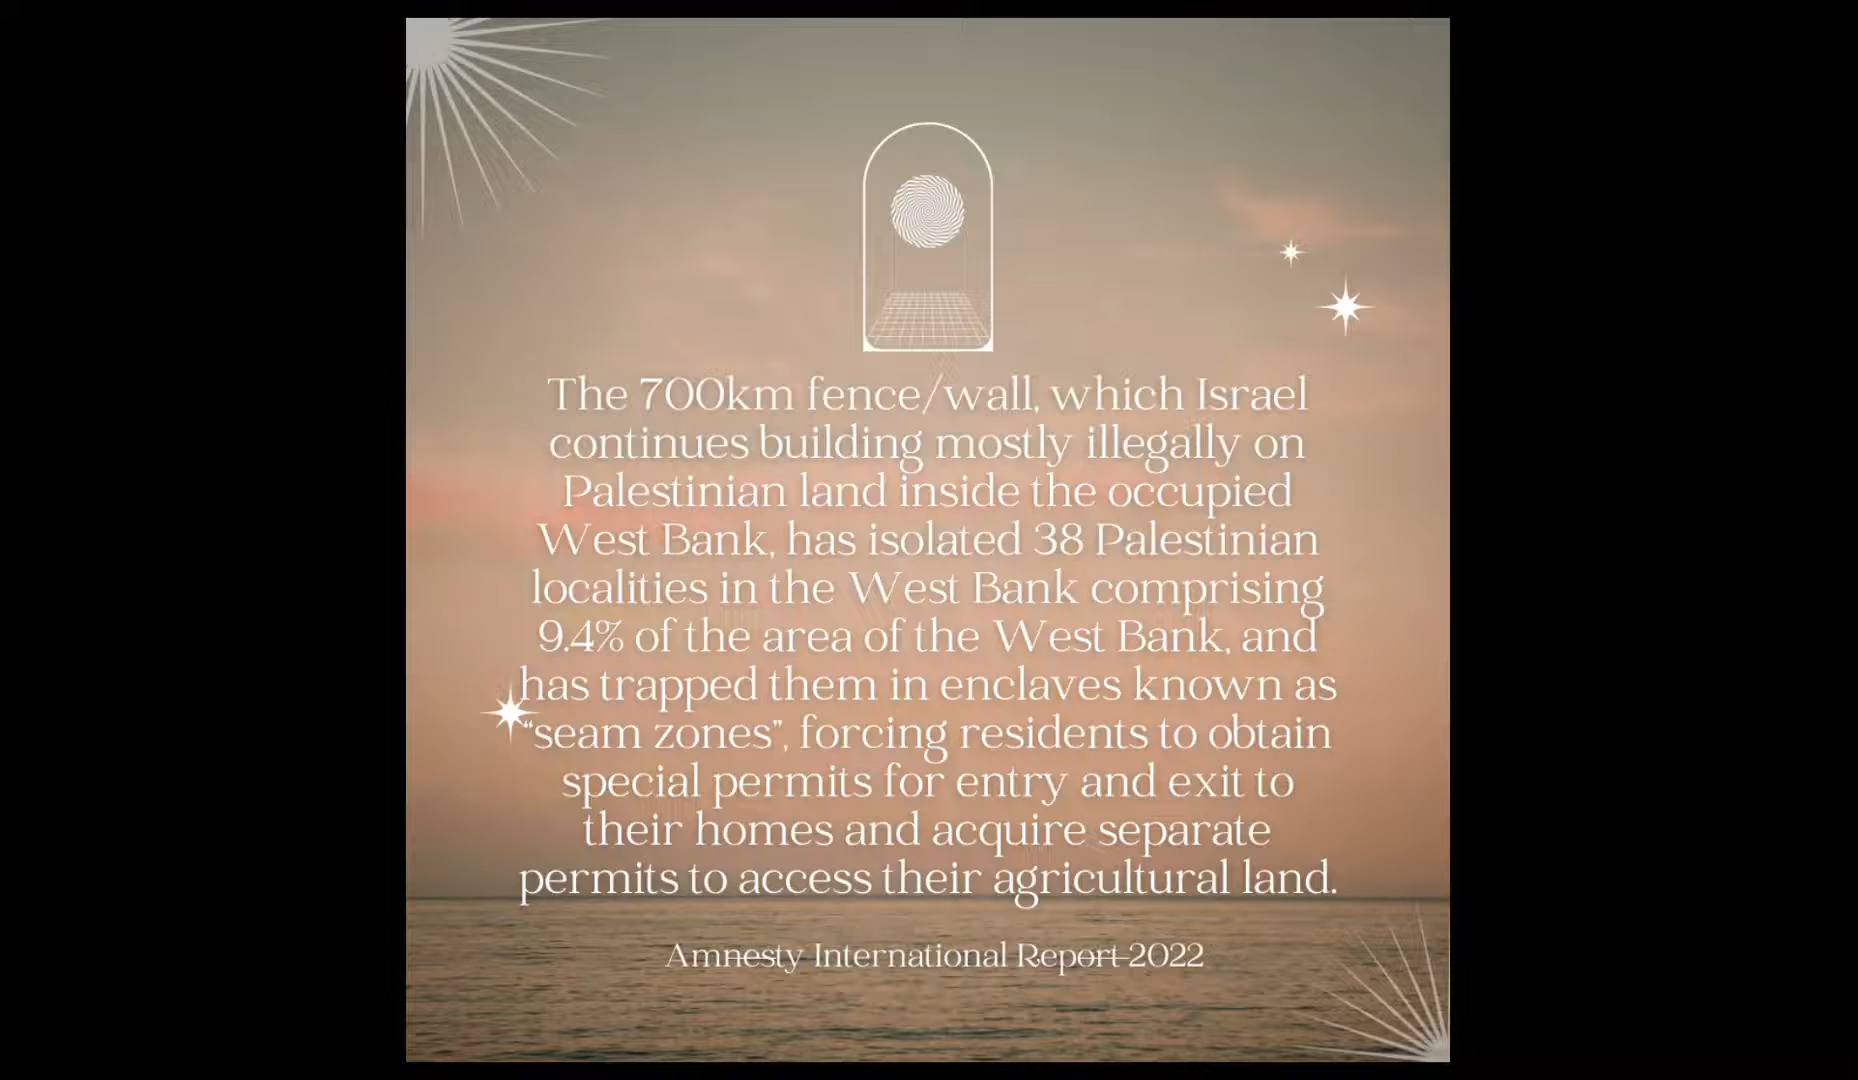 The 700km fence/wall, which Israel
continues building mostly illegally on
Palestinian land inside the occupied
West Bank, has isolated 38 Palestinian
localities in the West Bank comprising
9.4% of the area of the West Bank, and
has trapped them in enclaves known as
“seam zones”, forcing residents to obtain
special permits for entry and exit to
their homes and acquire separate
permits to access their agricultural land.
Amnesty International Report 2022